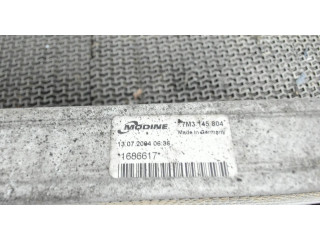 MODINE
7M3.145.804
Made in Germany
13.07.2004 06:36
*1686617*